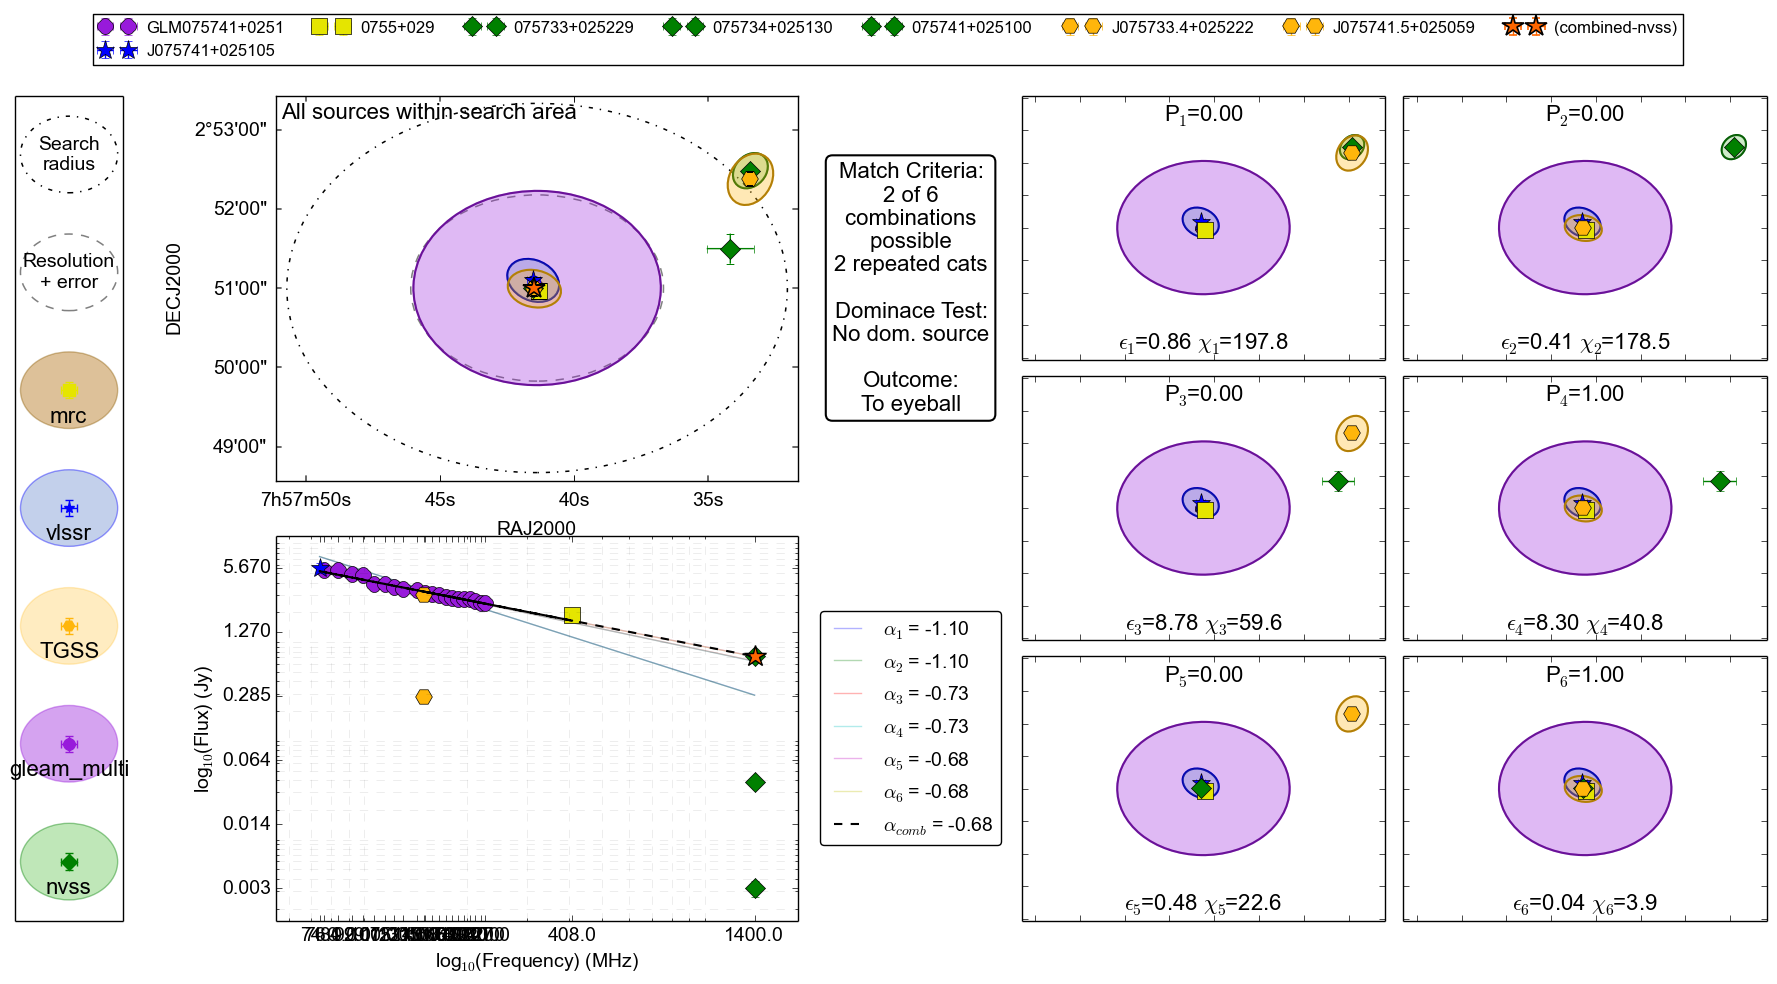 GLM075741+0251 0755+029 075733+025229 075734+025130 075741+025100 J075733.4+025222 J075741.5+025059 (combined-nvss)
J075741+025105
Search
radius
Resolution
+ error
mrc
vlssr
TGSS
gleam_multi
nvss
All sources within search area
DECJ2000
2°53'00"
52'00"
51'00"
50'00"
49'00"
7h57m50s 45s 40s 35s
RAJ2000
log10(Flux) (Jy)
5.670
1.270
0.285
0.064
0.014
0.003
408.0 1400.0
log10(Frequency) (MHz)
Match Criteria:
2 of 6
combinations
possible
2 repeated cats
Dominace Test:
No dom. source
Outcome:
To eyeball
α1 = -1.10
α2 = -1.10
α3 = -0.73
α4 = -0.73
α5 = -0.68
α6 = -0.68
αcomb = -0.68
P1=0.00
ϵ1=0.86 χ1=197.8
P2=0.00
ϵ2=0.41 χ2=178.5
P3=0.00
ϵ3=8.78 χ3=59.6
P4=1.00
ϵ4=8.30 χ4=40.8
P5=0.00
ϵ5=0.48 χ5=22.6
P6=1.00
ϵ6=0.04 χ6=3.9